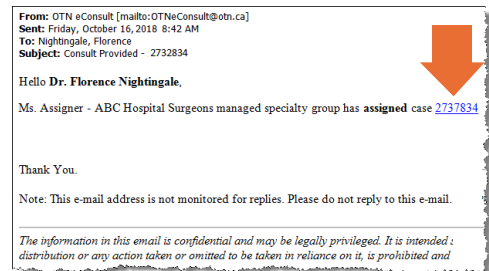 From: OTN eConsult [mailto:OTNeConsult@otn.ca]
Sent: Friday, October 16, 2018 8:42 AM
To: Nightingale, Florence
Subject: Consult Provided - 2732834
Hello Dr. Florence Nightingale,
Ms. Assigner - ABC Hospital Surgeons managed specialty group has assigned case 2737834
Thank You.
Note: This e-mail address is not monitored for replies. Please do not reply to this e-mail.
The information in this email is confidential and may be legally privileged. It is intended
distribution or any action taken or omitted to be taken in reliance on it, is prohibited and